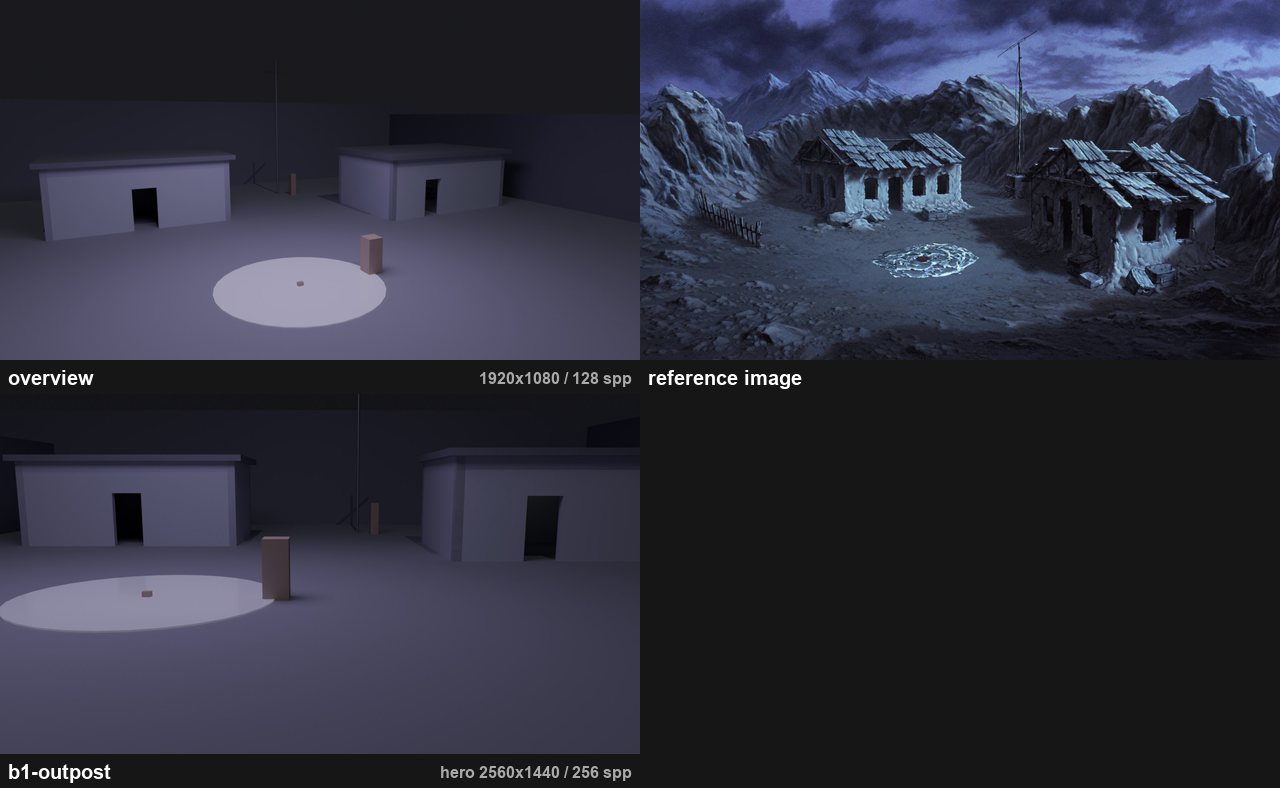 overview
1920x1080 / 128 spp
reference image
b1-outpost
hero 2560x1440 / 256 spp